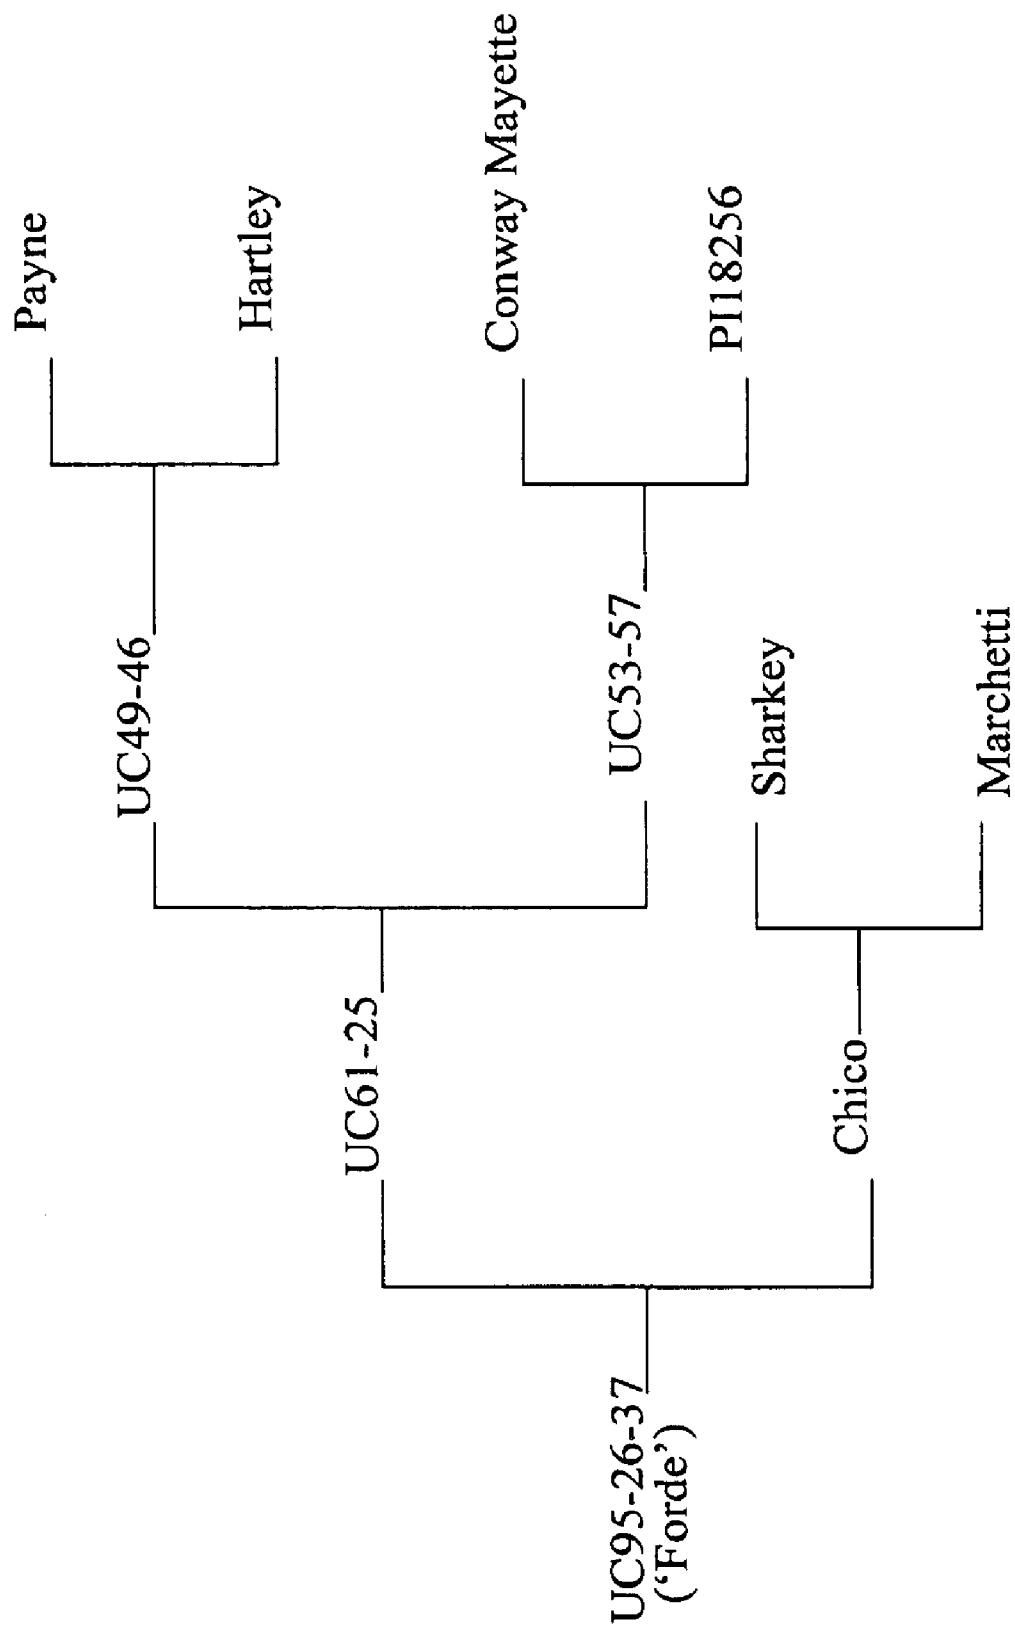 Payne
Hartley
UC49-46
Conway Mayette
PI18256
UC53-57
UC61-25
Sharkey
Marchetti
Chico
UC95-26-37
(‘Forde’)